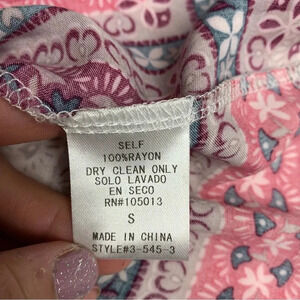 SELF
100%RAYON
DRY CLEAN ONLY
SOLO LAVADO
EN SECO
RN#105013
S
MADE IN CHINA
STYLE#3-545-3